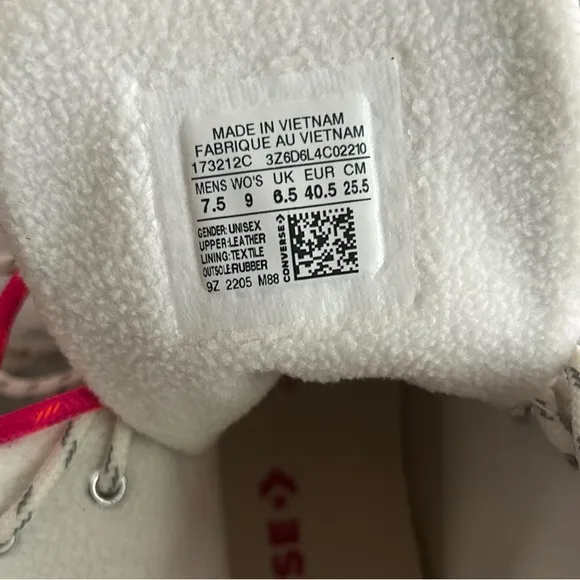 MADE IN VIETNAM
FABRIQUE AU VIETNAM
173212C 3Z6D6L4C02210
MENS WO'S UK EUR CM
7.5 9 6.5 40.5 25.5
GENDER: UNISEX
UPPER: LEATHER
LINING: TEXTILE
OUTSOLE: RUBBER
CONVERSE
9Z 2205 M88
SE